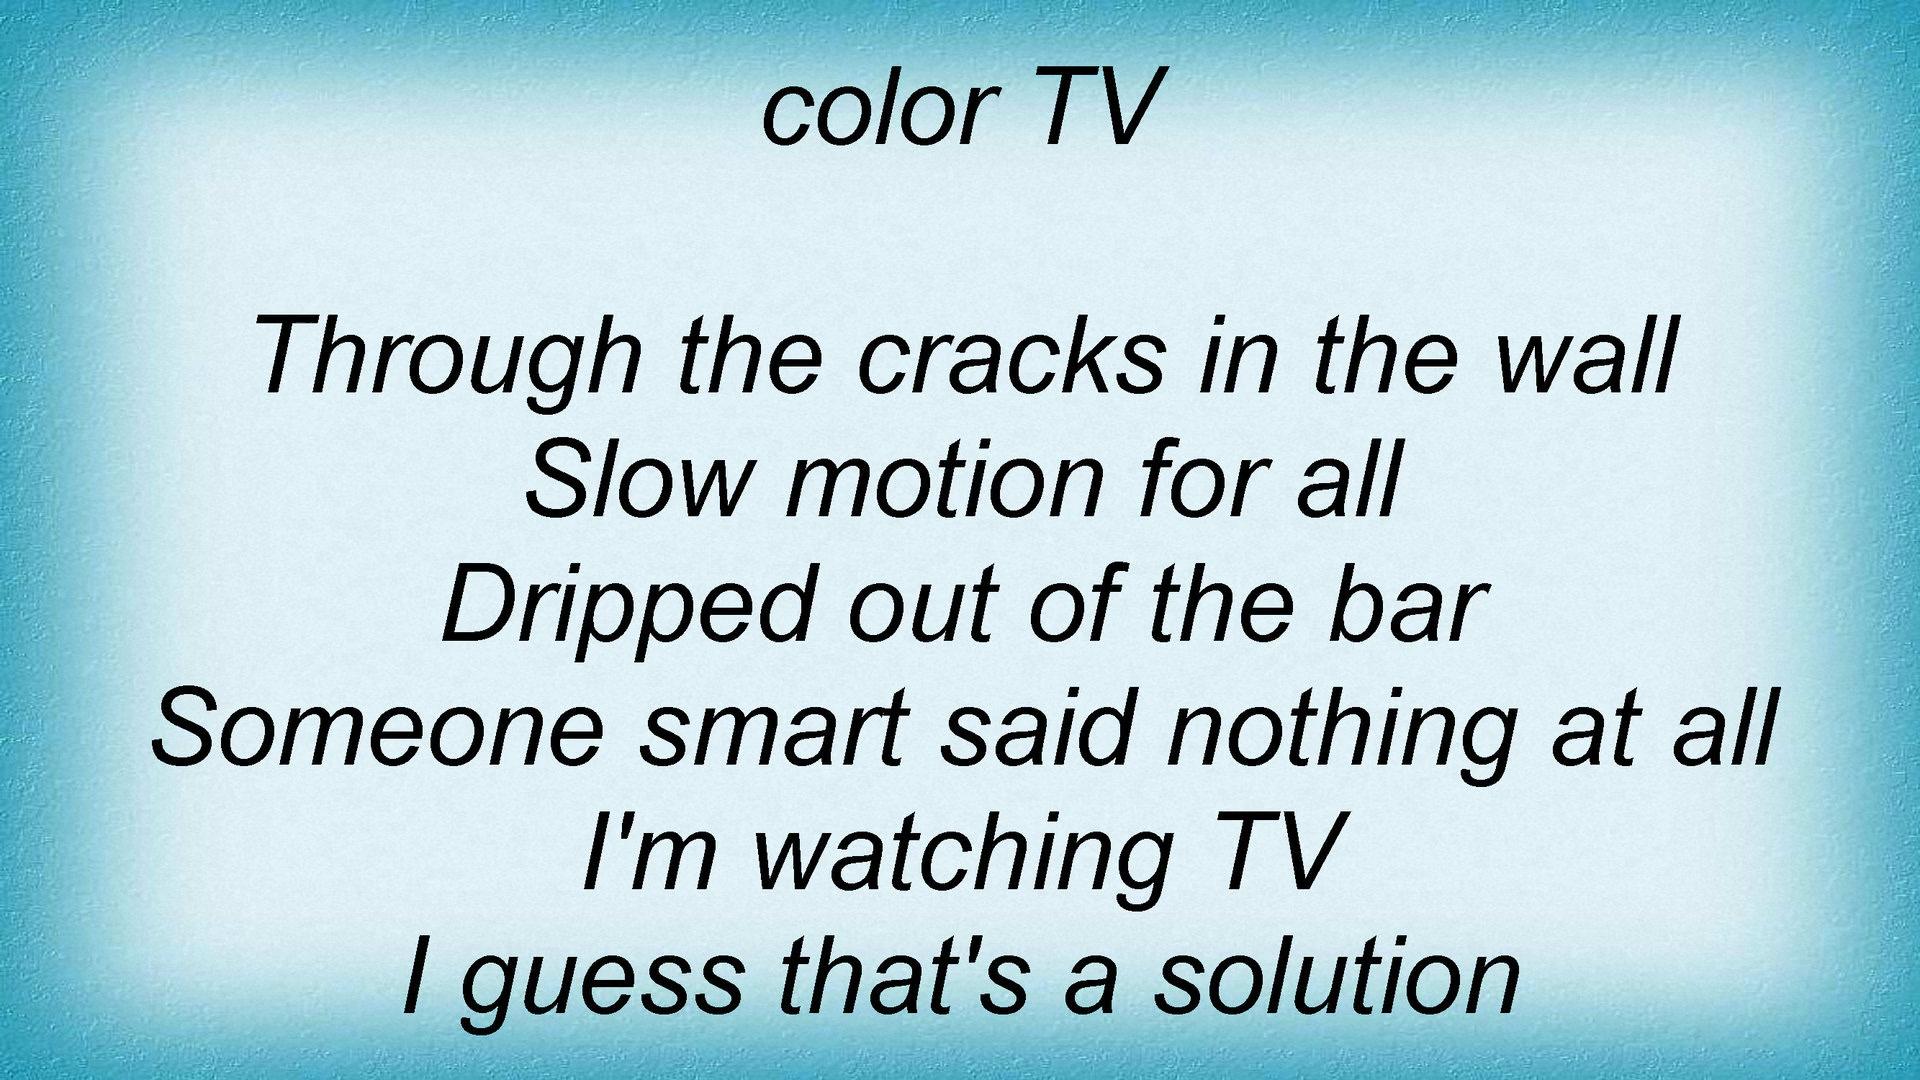 color TV
Through the cracks in the wall
Slow motion for all
Dripped out of the bar
Someone smart said nothing at all
I'm watching TV
I guess that's a solution